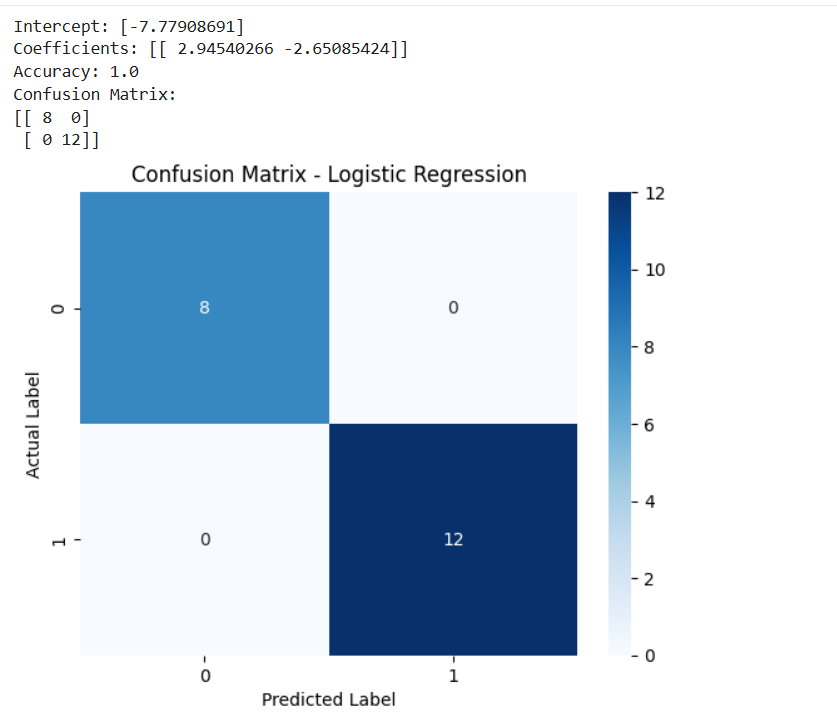 Intercept: [-7.77908691]
Coefficients: [[ 2.94540266 -2.65085424]]
Accuracy: 1.0
Confusion Matrix:
[[ 8  0]
 [ 0 12]]
Confusion Matrix - Logistic Regression
12
10
8
6
4
2
0
Actual Label
0
1
8
0
0
12
0
1
Predicted Label